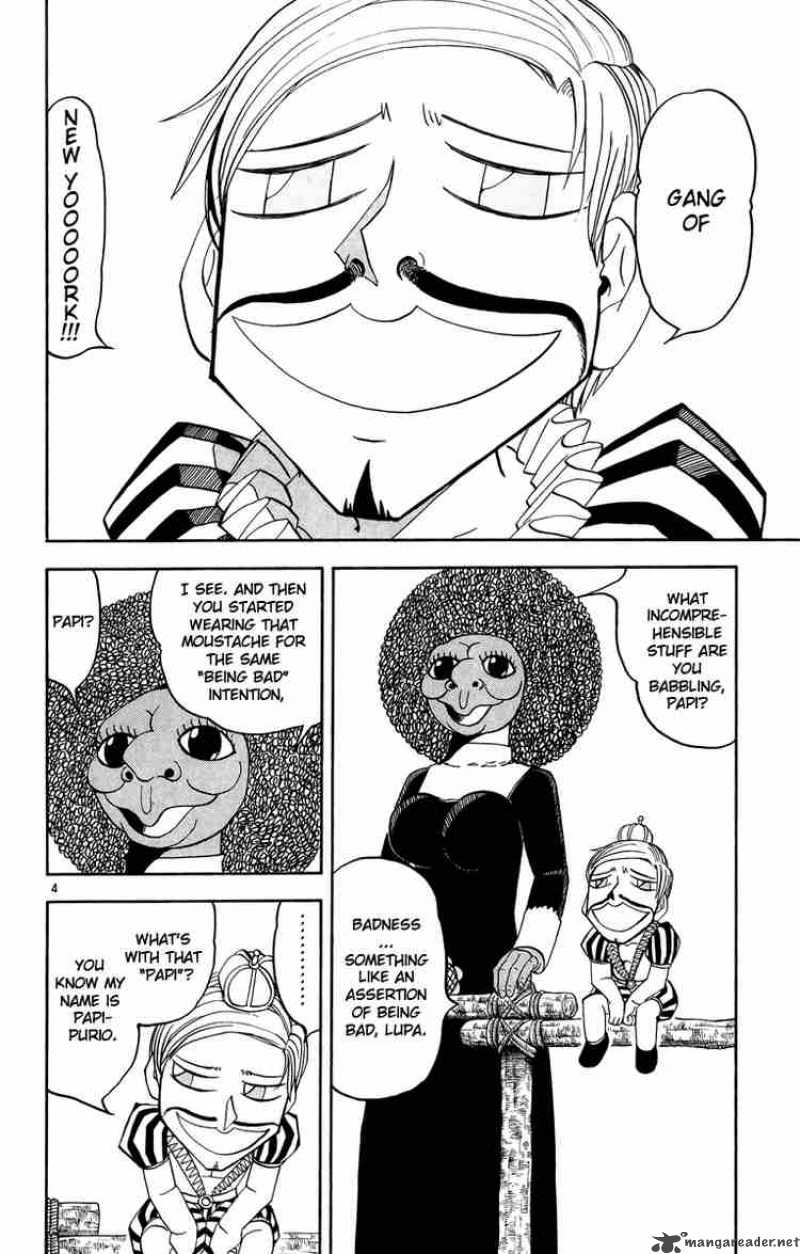 GANG
OF
NEW YOOOOORK!!!
WHAT
INCOMPRE-
HENSIBLE
STUFF ARE
YOU
BABBLING,
PAPI?
BADNESS
...
SOMETHING
LIKE AN
ASSERTION
OF BEING
BAD, LUPA.
I SEE. AND THEN
YOU STARTED
WEARING THAT
MOUSTACHE FOR
THE SAME
"BEING BAD"
INTENTION,
PAPI?
4
.........
WHAT'S
WITH THAT
"PAPI"?
YOU
KNOW MY
NAME IS
PAPI-
PURIO.
mangareader.net